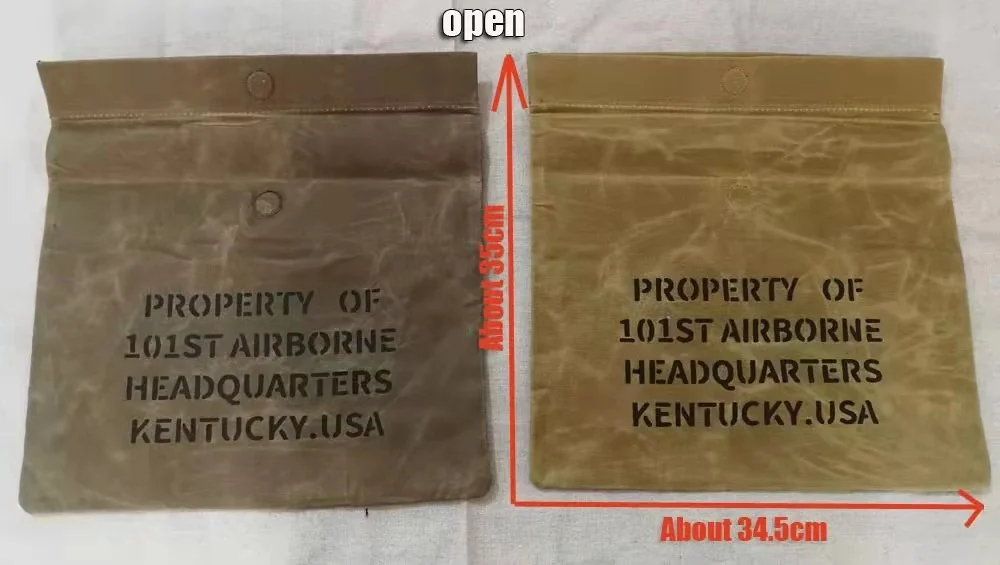 open
PROPERTY OF
101ST AIRBORNE
HEADQUARTERS
KENTUCKY.USA
About 35cm
PROPERTY OF
101ST AIRBORNE
HEADQUARTERS
KENTUCKY.USA
About 34.5cm